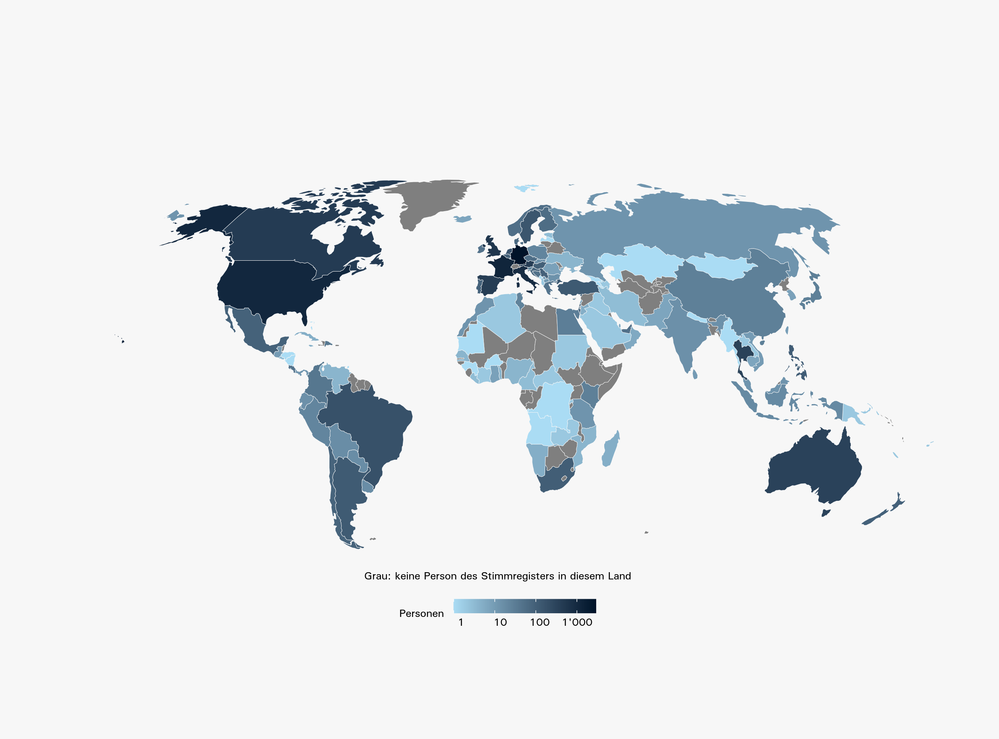 Grau: keine Person des Stimmregisters in diesem Land
Personen
1 10 100 1'000